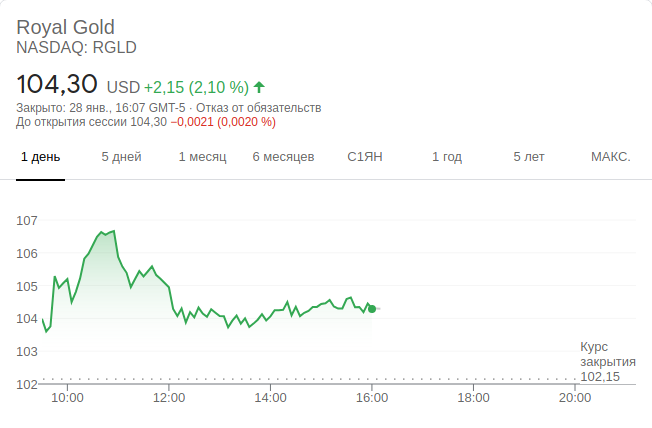 Royal Gold
NASDAQ: RGLD
104,30 USD +2,15 (2,10 %)
Закрыто: 28 янв., 16:07 GMT-5 · Отказ от обязательств
До открытия сессии 104,30 −0,0021 (0,0020 %)
1 день 5 дней 1 месяц 6 месяцев С1ЯН 1 год 5 лет МАКС.
107
106
105
104
103
Курс
закрытия
102,15
102
10:00 12:00 14:00 16:00 18:00 20:00